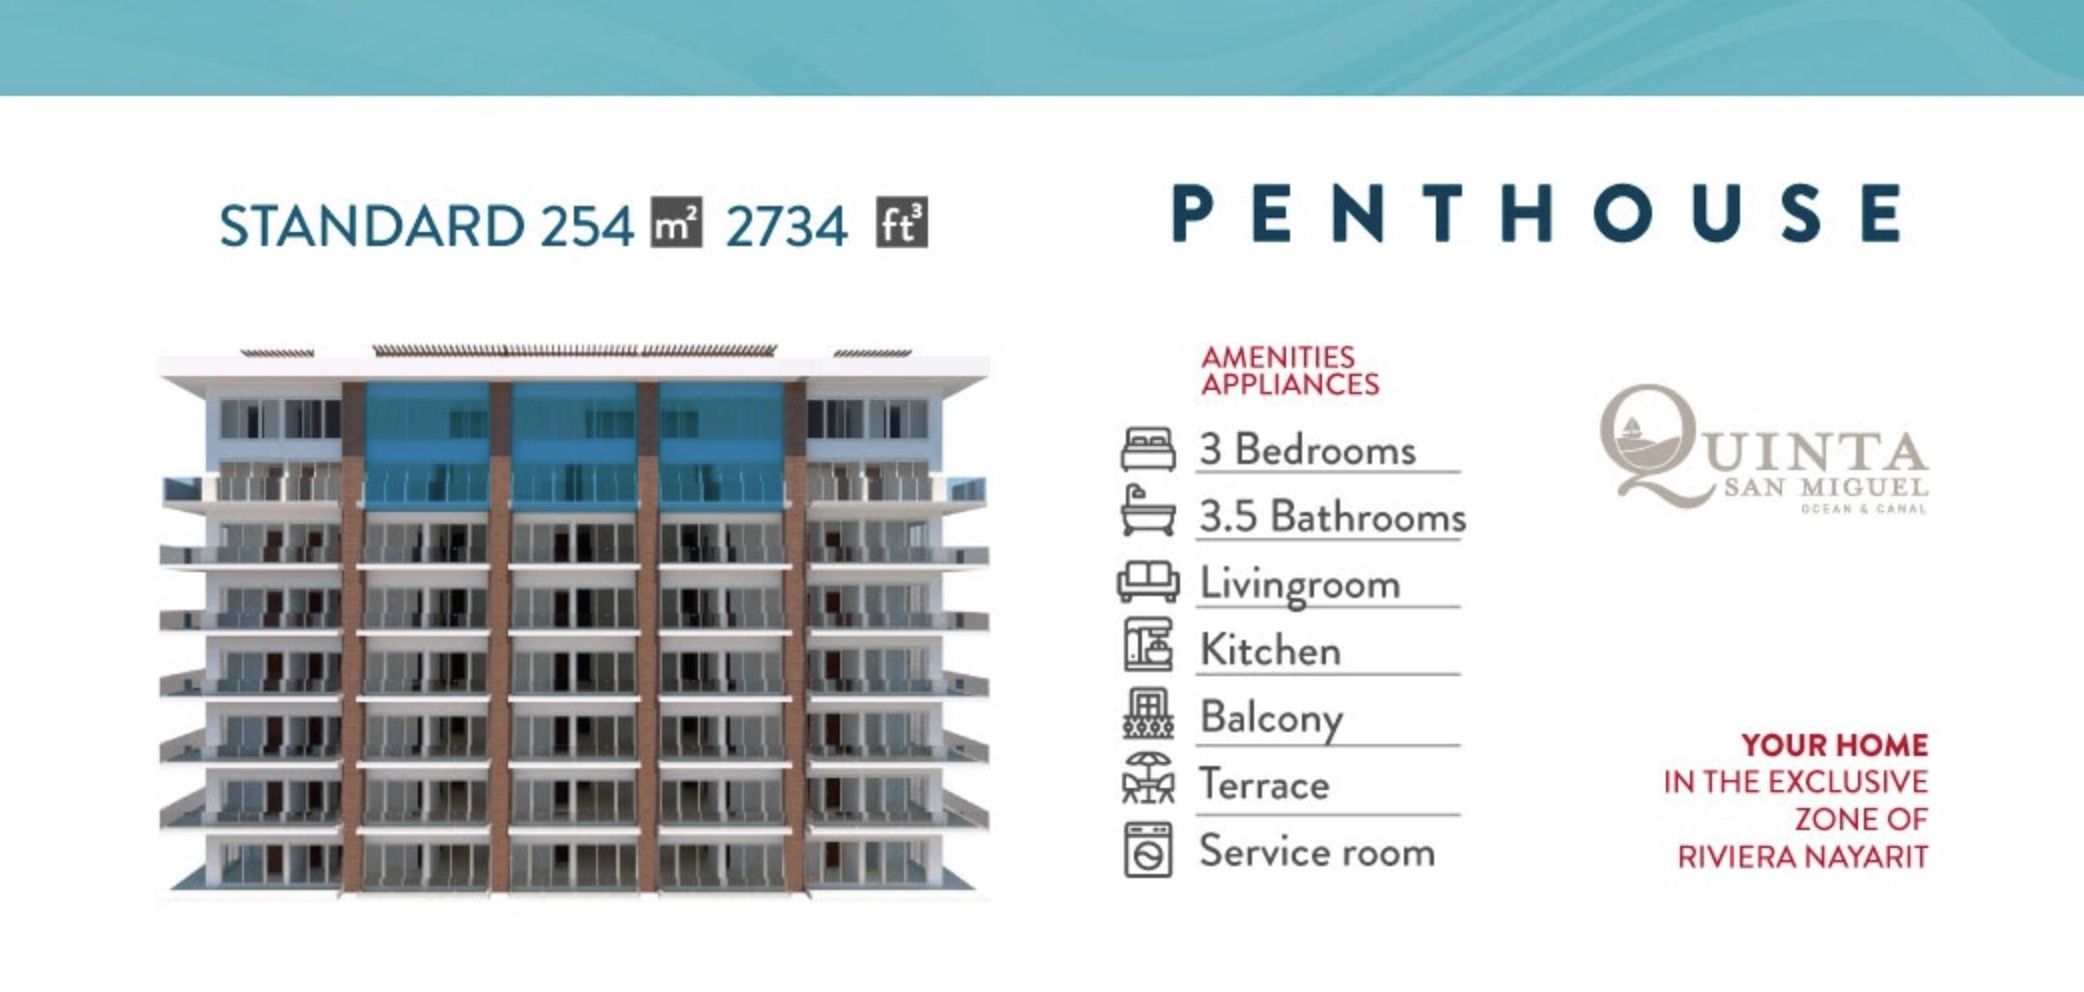 STANDARD 254 m² 2734 ft³
PENTHOUSE
AMENITIES
APPLIANCES
3 Bedrooms
3.5 Bathrooms
Livingroom
Kitchen
Balcony
Terrace
Service room
QUINTA
SAN MIGUEL
OCEAN & CANAL
YOUR HOME
IN THE EXCLUSIVE
ZONE OF
RIVIERA NAYARIT